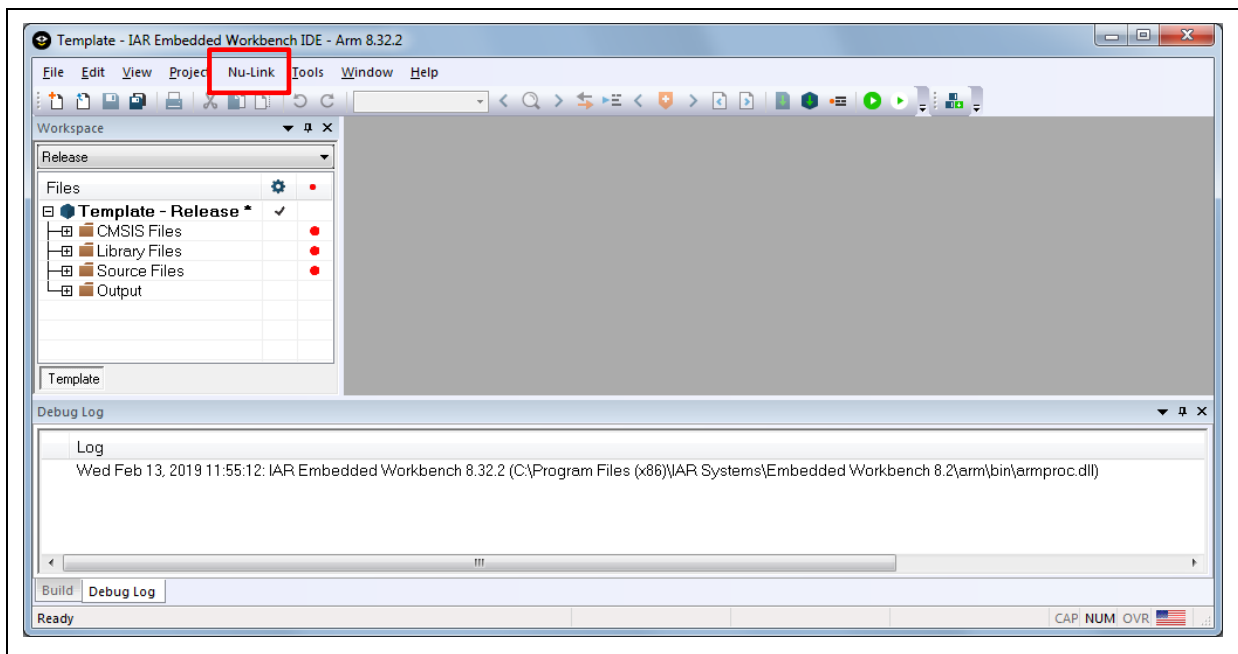 Template - IAR Embedded Workbench IDE - Arm 8.32.2
File Edit View Project Nu-Link Tools Window Help
Workspace
Release
Files
Template - Release *
CMSIS Files
Library Files
Source Files
Output
Template
Debug Log
Log
Wed Feb 13, 2019 11:55:12: IAR Embedded Workbench 8.32.2 (C:\Program Files (x86)\IAR Systems\Embedded Workbench 8.2\arm\bin\armproc.dll)
Build Debug Log
Ready CAP NUM OVR